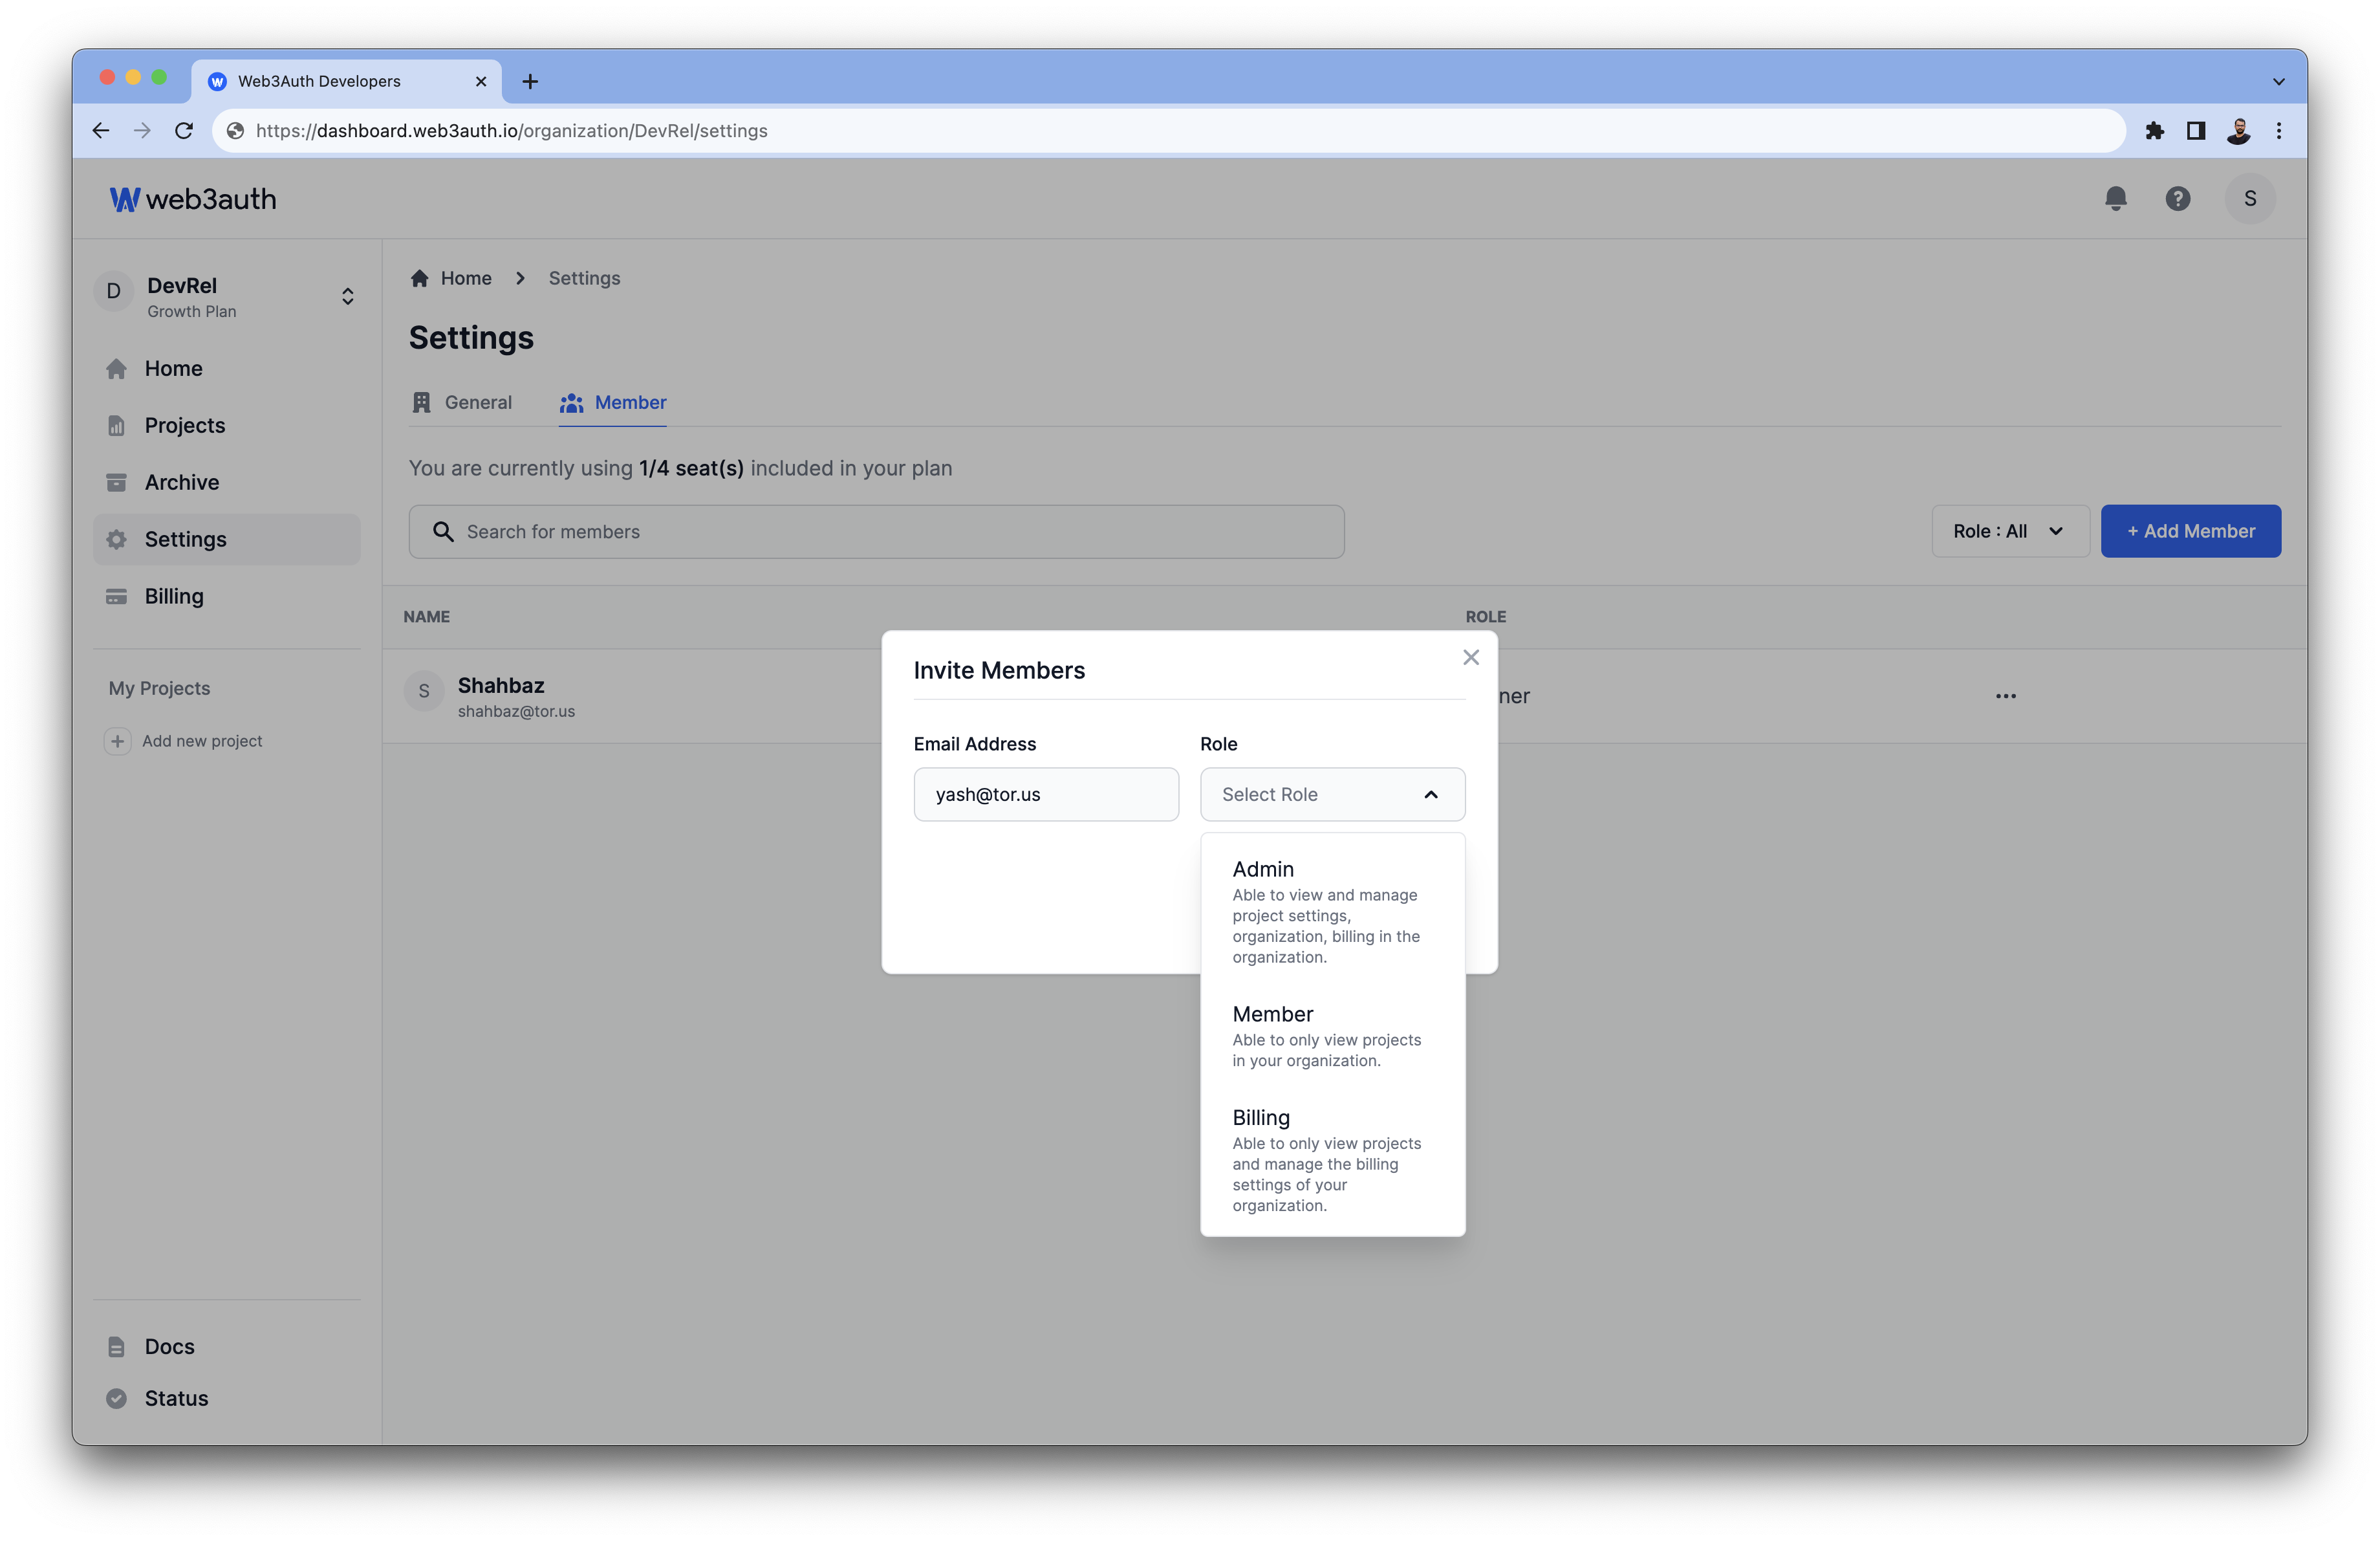 Web3Auth Developers
https://dashboard.web3auth.io/organization/DevRel/settings
web3auth
S
D
DevRel
Growth Plan
Home
Projects
Archive
Settings
Billing
My Projects
Add new project
Docs
Status
Home
Settings
Settings
General
Member
You are currently using 1/4 seat(s) included in your plan
Search for members
Role : All
+ Add Member
NAME
ROLE
S
Shahbaz
shahbaz@tor.us
ner
Invite Members
Email Address
Role
yash@tor.us
Select Role
Admin
Able to view and manage
project settings,
organization, billing in the
organization.
Member
Able to only view projects
in your organization.
Billing
Able to only view projects
and manage the billing
settings of your
organization.